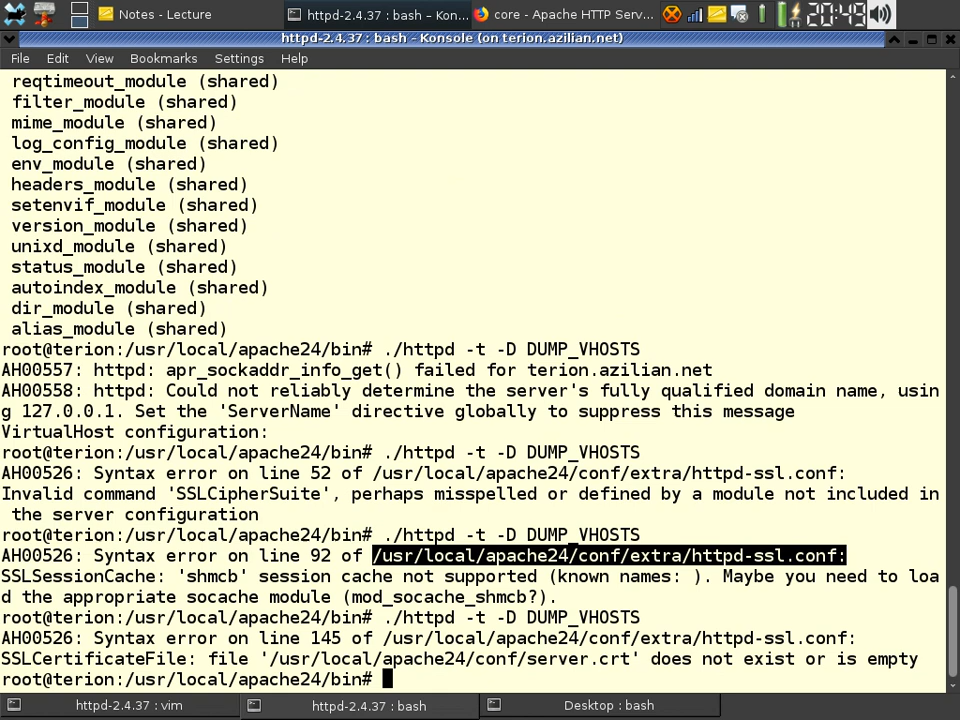 Notes - Lecture
httpd-2.4.37 : bash – Kon...
core - Apache HTTP Serv...
20:49
httpd-2.4.37 : bash - Konsole (on terion.azilian.net)
File Edit View Bookmarks Settings Help
reqtimeout_module (shared)
filter_module (shared)
mime_module (shared)
log_config_module (shared)
env_module (shared)
headers_module (shared)
setenvif_module (shared)
version_module (shared)
unixd_module (shared)
status_module (shared)
autoindex_module (shared)
dir_module (shared)
alias_module (shared)
root@terion:/usr/local/apache24/bin# ./httpd -t -D DUMP_VHOSTS
AH00557: httpd: apr_sockaddr_info_get() failed for terion.azilian.net
AH00558: httpd: Could not reliably determine the server's fully qualified domain name, usin
g 127.0.0.1. Set the 'ServerName' directive globally to suppress this message
VirtualHost configuration:
root@terion:/usr/local/apache24/bin# ./httpd -t -D DUMP_VHOSTS
AH00526: Syntax error on line 52 of /usr/local/apache24/conf/extra/httpd-ssl.conf:
Invalid command 'SSLCipherSuite', perhaps misspelled or defined by a module not included in
the server configuration
root@terion:/usr/local/apache24/bin# ./httpd -t -D DUMP_VHOSTS
AH00526: Syntax error on line 92 of /usr/local/apache24/conf/extra/httpd-ssl.conf:
SSLSessionCache: 'shmcb' session cache not supported (known names: ). Maybe you need to loa
d the appropriate socache module (mod_socache_shmcb?).
root@terion:/usr/local/apache24/bin# ./httpd -t -D DUMP_VHOSTS
AH00526: Syntax error on line 145 of /usr/local/apache24/conf/extra/httpd-ssl.conf:
SSLCertificateFile: file '/usr/local/apache24/conf/server.crt' does not exist or is empty
root@terion:/usr/local/apache24/bin#
httpd-2.4.37 : vim
httpd-2.4.37 : bash
Desktop : bash